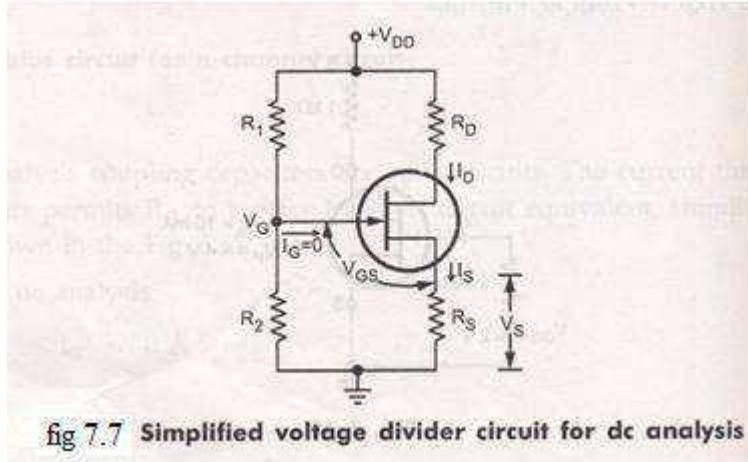 +VDD
R1
RD
↓ID
VG
IG=0
VGS
↓IS
R2
RS
VS
fig 7.7 Simplified voltage divider circuit for dc analysis